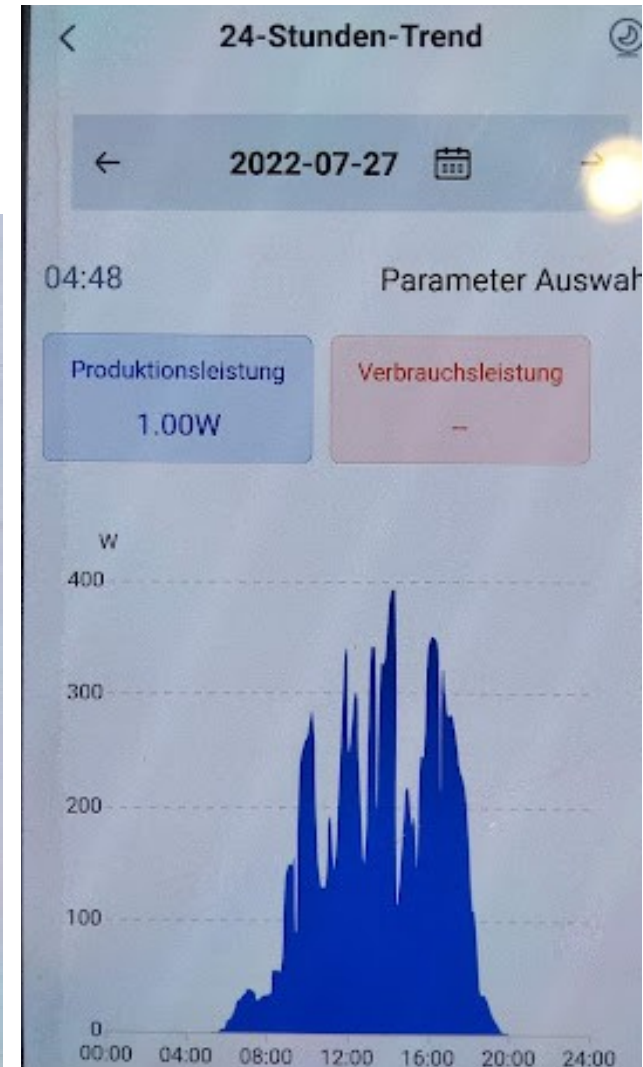 24-Stunden-Trend
2022-07-27
04:48 Parameter Auswah
Produktionsleistung Verbrauchsleistung
1.00W --
W
400
300
200
100
0
00:00 04:00 08:00 12:00 16:00 20:00 24:00